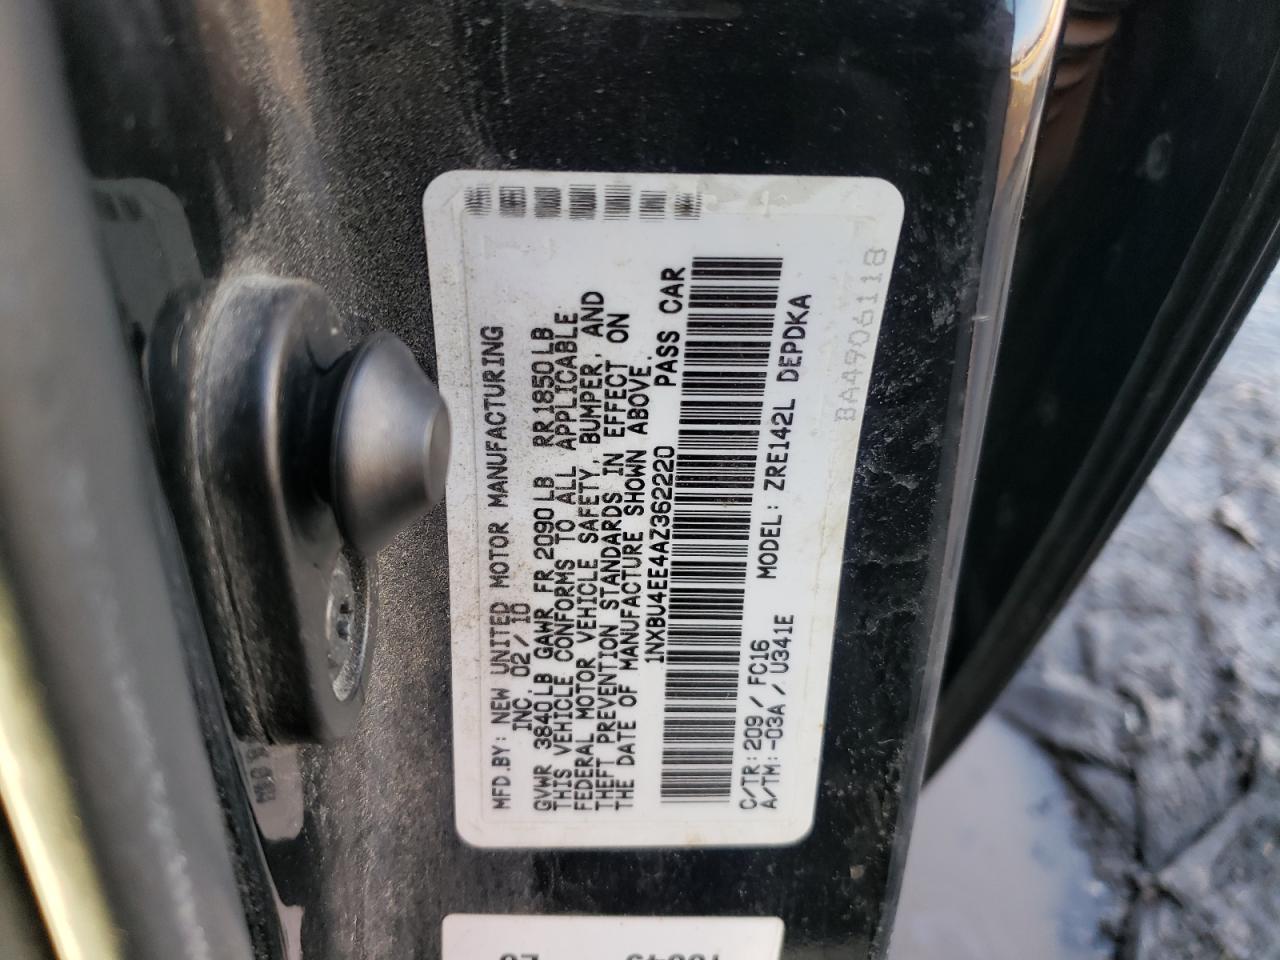 MFD.BY: NEW UNITED MOTOR MANUFACTURING
INC. 02/10
GVWR 3840LB GAWR FR 2090LB RR1850LB
THIS VEHICLE CONFORMS TO ALL APPLICABLE
FEDERAL MOTOR VEHICLE SAFETY, BUMPER, AND
THEFT PREVENTION STANDARDS IN EFFECT ON
THE DATE OF MANUFACTURE SHOWN ABOVE.
1NXBU4EE4AZ362220 PASS CAR
C/TR: 209/FC16 MODEL: ZRE142L DEPDKA
A/TM: -03A/U341E
BA4906118